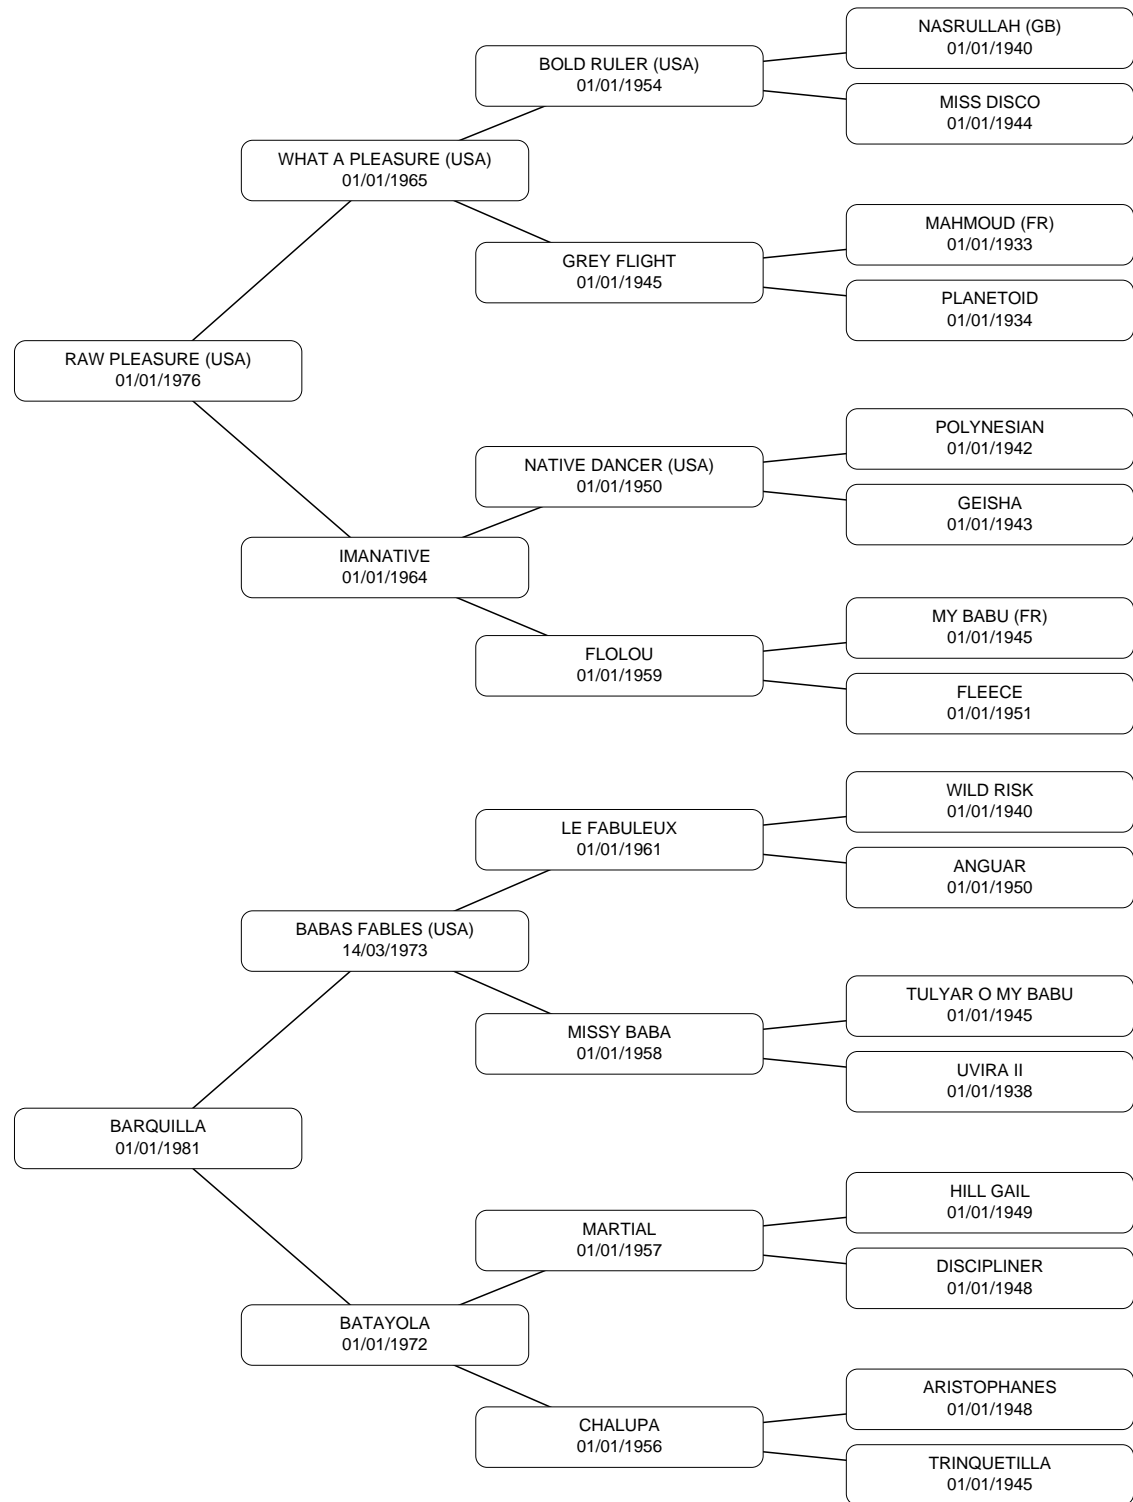 NASRULLAH (GB)
01/01/1940
BOLD RULER (USA)
01/01/1954
MISS DISCO
01/01/1944
WHAT A PLEASURE (USA)
01/01/1965
MAHMOUD (FR)
01/01/1933
GREY FLIGHT
01/01/1945
PLANETOID
01/01/1934
RAW PLEASURE (USA)
01/01/1976
POLYNESIAN
01/01/1942
NATIVE DANCER (USA)
01/01/1950
GEISHA
01/01/1943
IMANATIVE
01/01/1964
MY BABU (FR)
01/01/1945
FLOLOU
01/01/1959
FLEECE
01/01/1951
WILD RISK
01/01/1940
LE FABULEUX
01/01/1961
ANGUAR
01/01/1950
BABAS FABLES (USA)
14/03/1973
TULYAR O MY BABU
01/01/1945
MISSY BABA
01/01/1958
UVIRA II
01/01/1938
BARQUILLA
01/01/1981
HILL GAIL
01/01/1949
MARTIAL
01/01/1957
DISCIPLINER
01/01/1948
BATAYOLA
01/01/1972
ARISTOPHANES
01/01/1948
CHALUPA
01/01/1956
TRINQUETILLA
01/01/1945